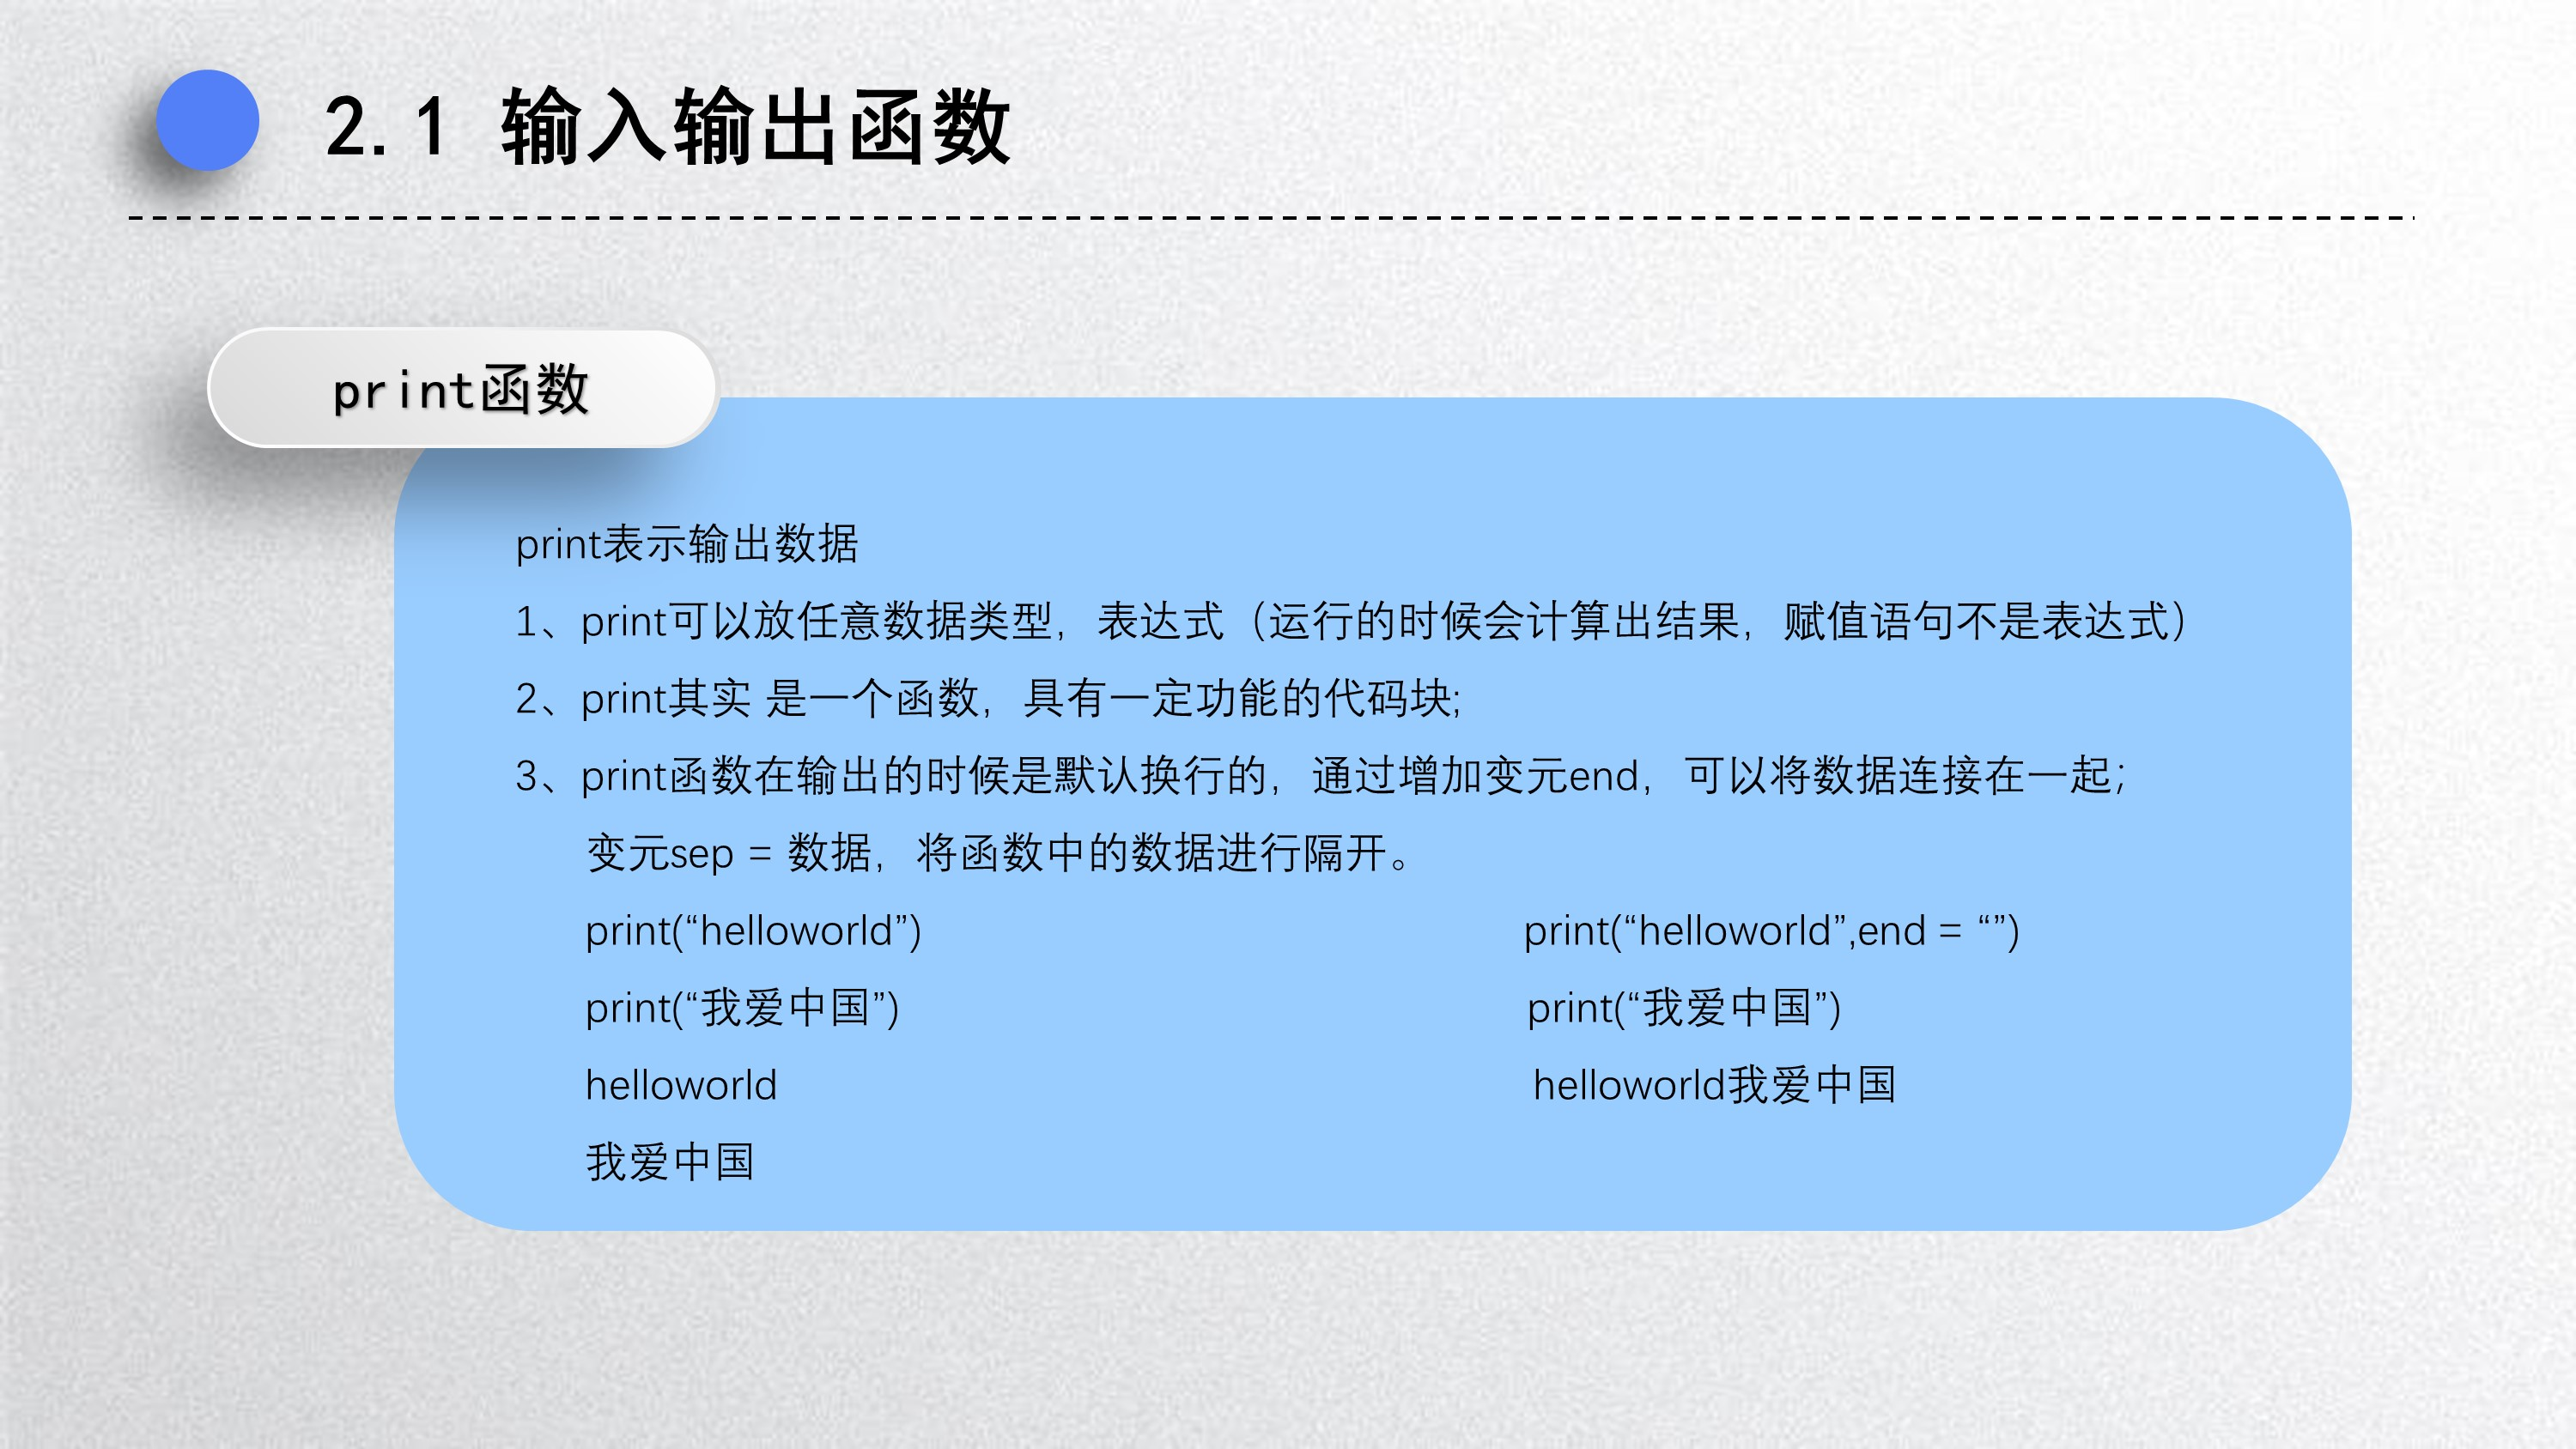 2.1 输入输出函数
print函数
print表示输出数据
1、print可以放任意数据类型，表达式（运行的时候会计算出结果，赋值语句不是表达式）
2、print其实 是一个函数，具有一定功能的代码块;
3、print函数在输出的时候是默认换行的，通过增加变元end，可以将数据连接在一起；
变元sep = 数据，将函数中的数据进行隔开。
print(“helloworld”) print(“helloworld”,end = “”)
print(“我爱中国”) print(“我爱中国”)
helloworld helloworld我爱中国
我爱中国